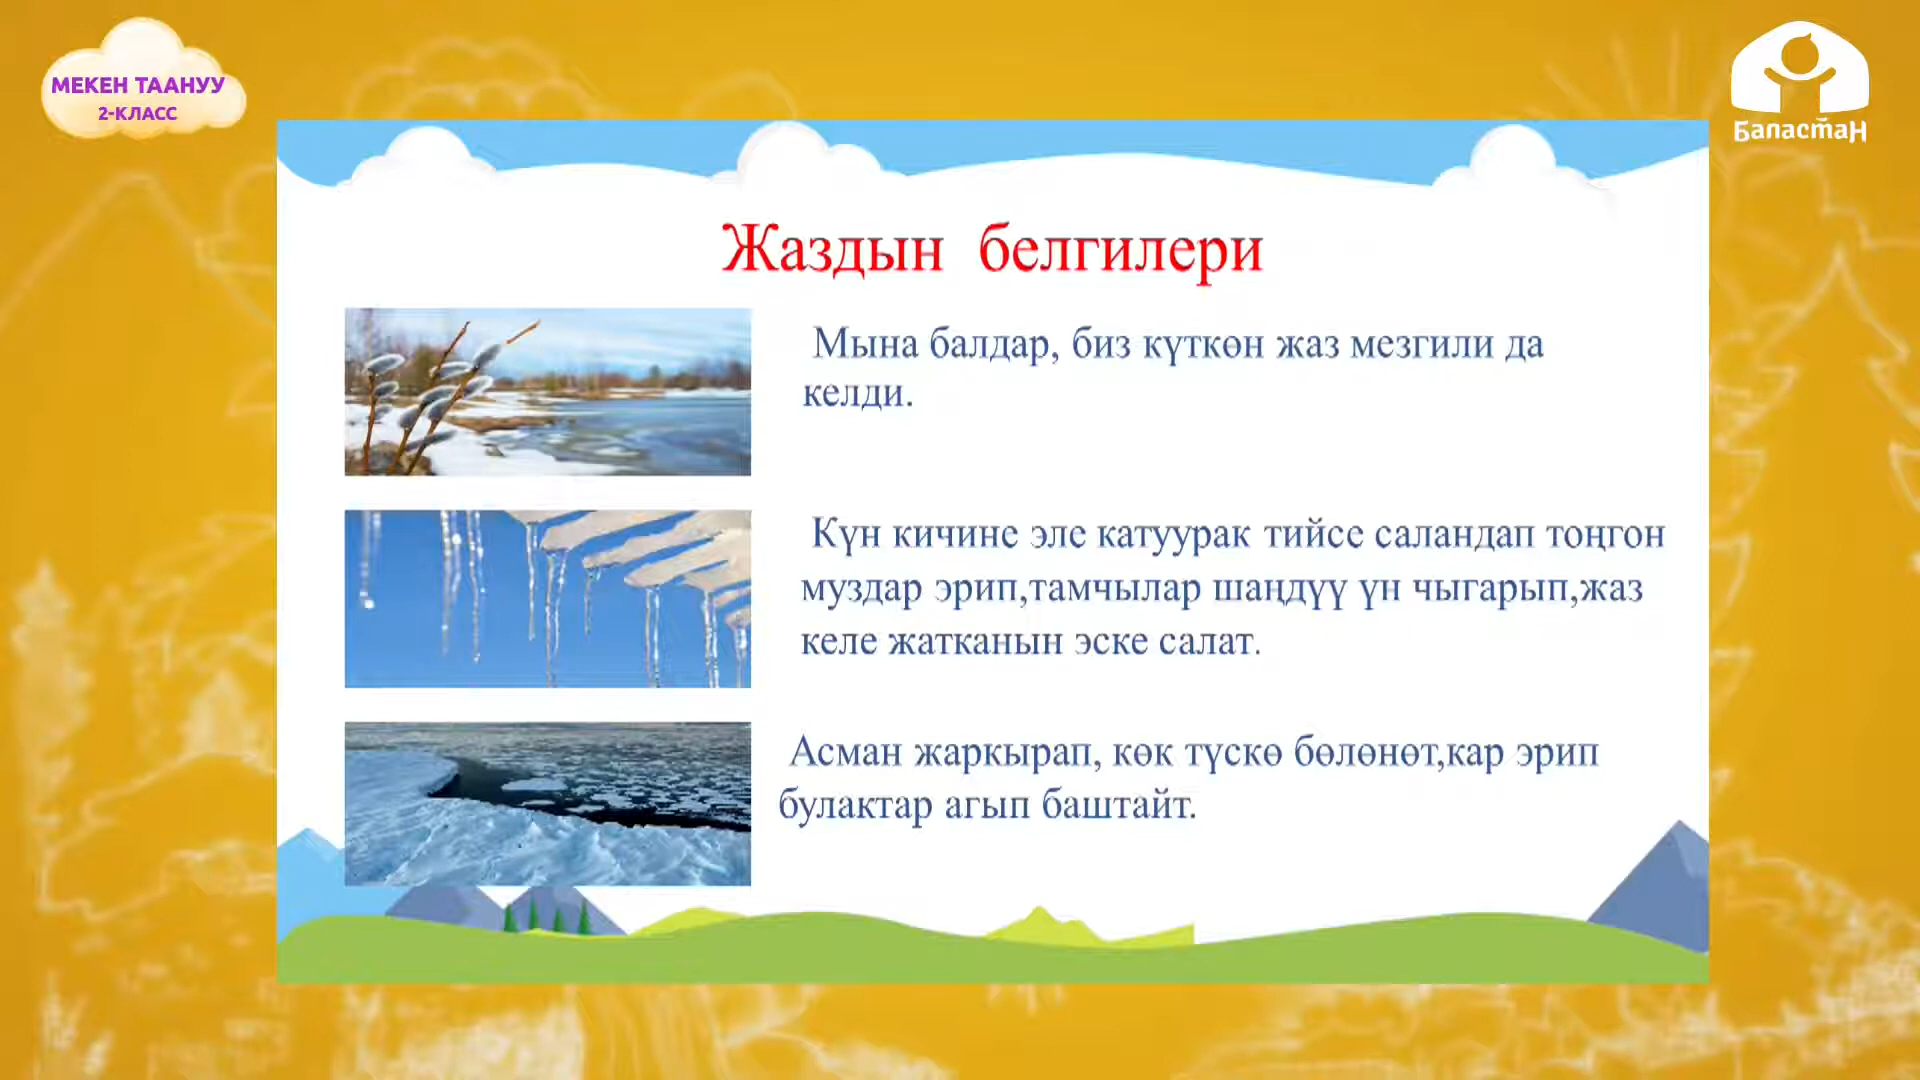 МЕКЕН ТААНУУ
2-КЛАСС
Баластан
Жаздын белгилери
Мына балдар, биз күткөн жаз мезгили да
келди.
Күн кичине эле катуурак тийсе саландап тоңгон
муздар эрип,тамчылар шаңдүү үн чыгарып,жаз
келе жатканын эске салат.
Асман жаркырап, көк түскө бөлөнөт,кар эрип
булактар агып баштайт.